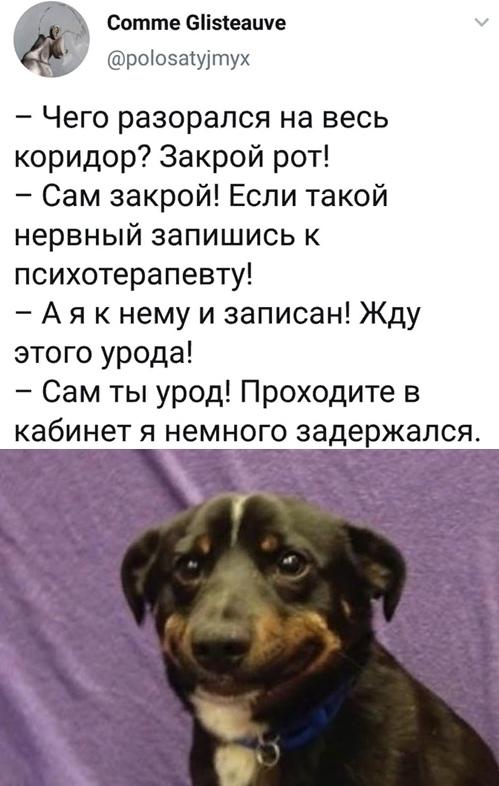 Comme Glisteauve
@polosatyjmyx
– Чего разорался на весь
коридор? Закрой рот!
– Сам закрой! Если такой
нервный запишись к
психотерапевту!
– А я к нему и записан! Жду
этого урода!
– Сам ты урод! Проходите в
кабинет я немного задержался.